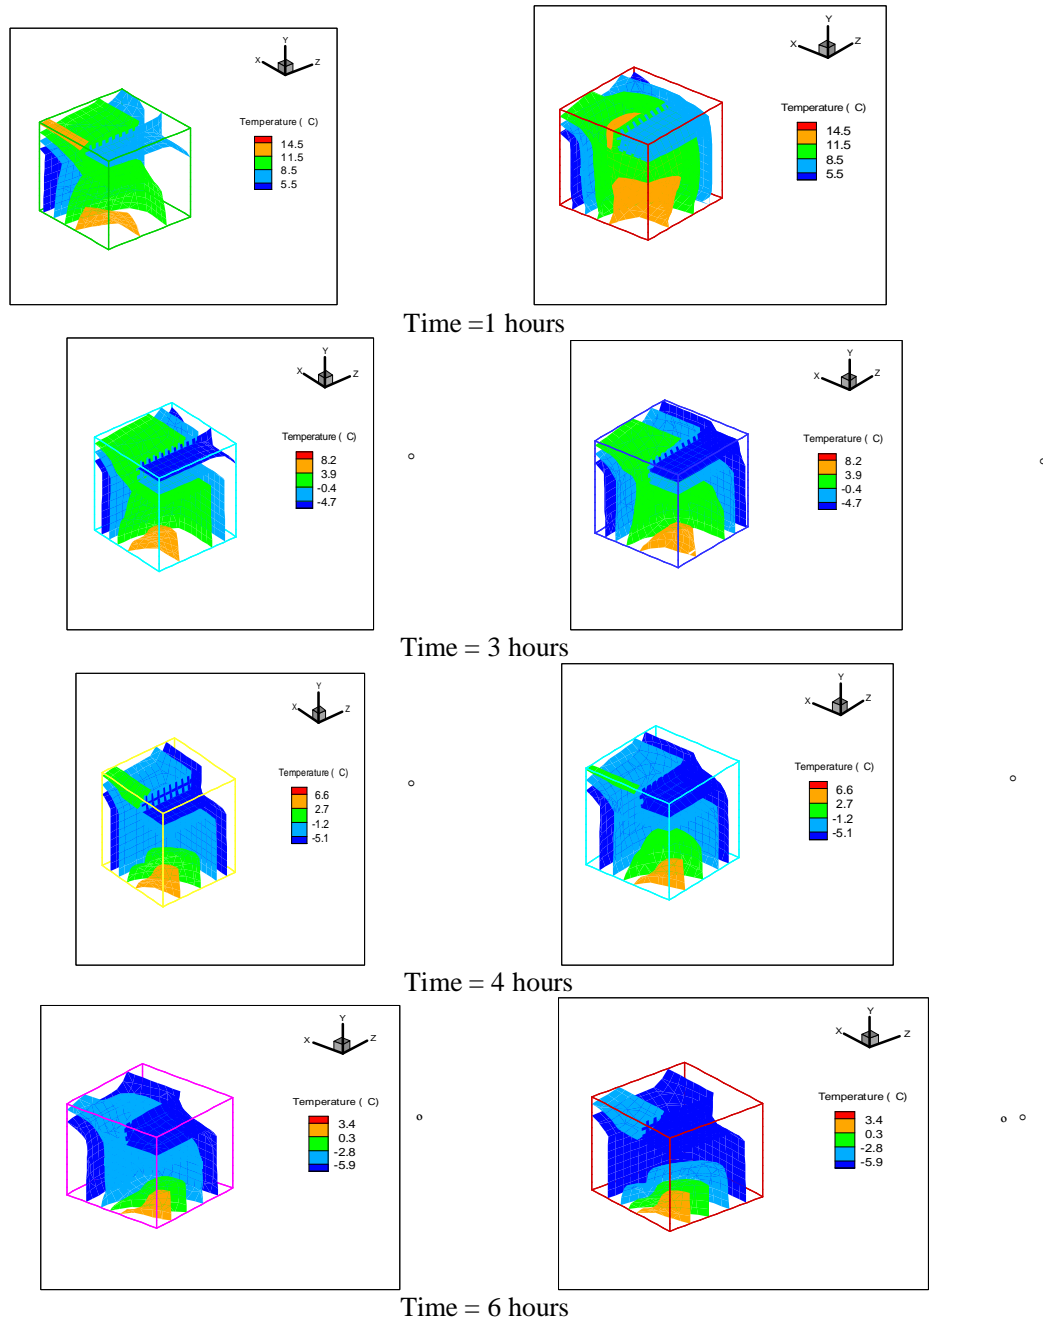 Y
X Z
Temperature ( C)
14.5
11.5
8.5
5.5
Y
X Z
Temperature ( C)
14.5
11.5
8.5
5.5
Time =1 hours
Y
X Z
Temperature ( C)
8.2
3.9
-0.4
-4.7
°
Y
X Z
Temperature ( C)
8.2
3.9
-0.4
-4.7
°
Time = 3 hours
Y
X Z
Temperature ( C)
6.6
2.7
-1.2
-5.1
°
Y
X Z
Temperature ( C)
6.6
2.7
-1.2
-5.1
°
Time = 4 hours
Y
X Z
Temperature ( C)
3.4
0.3
-2.8
-5.9
°
Y
X Z
Temperature ( C)
3.4
0.3
-2.8
-5.9
° °
Time = 6 hours